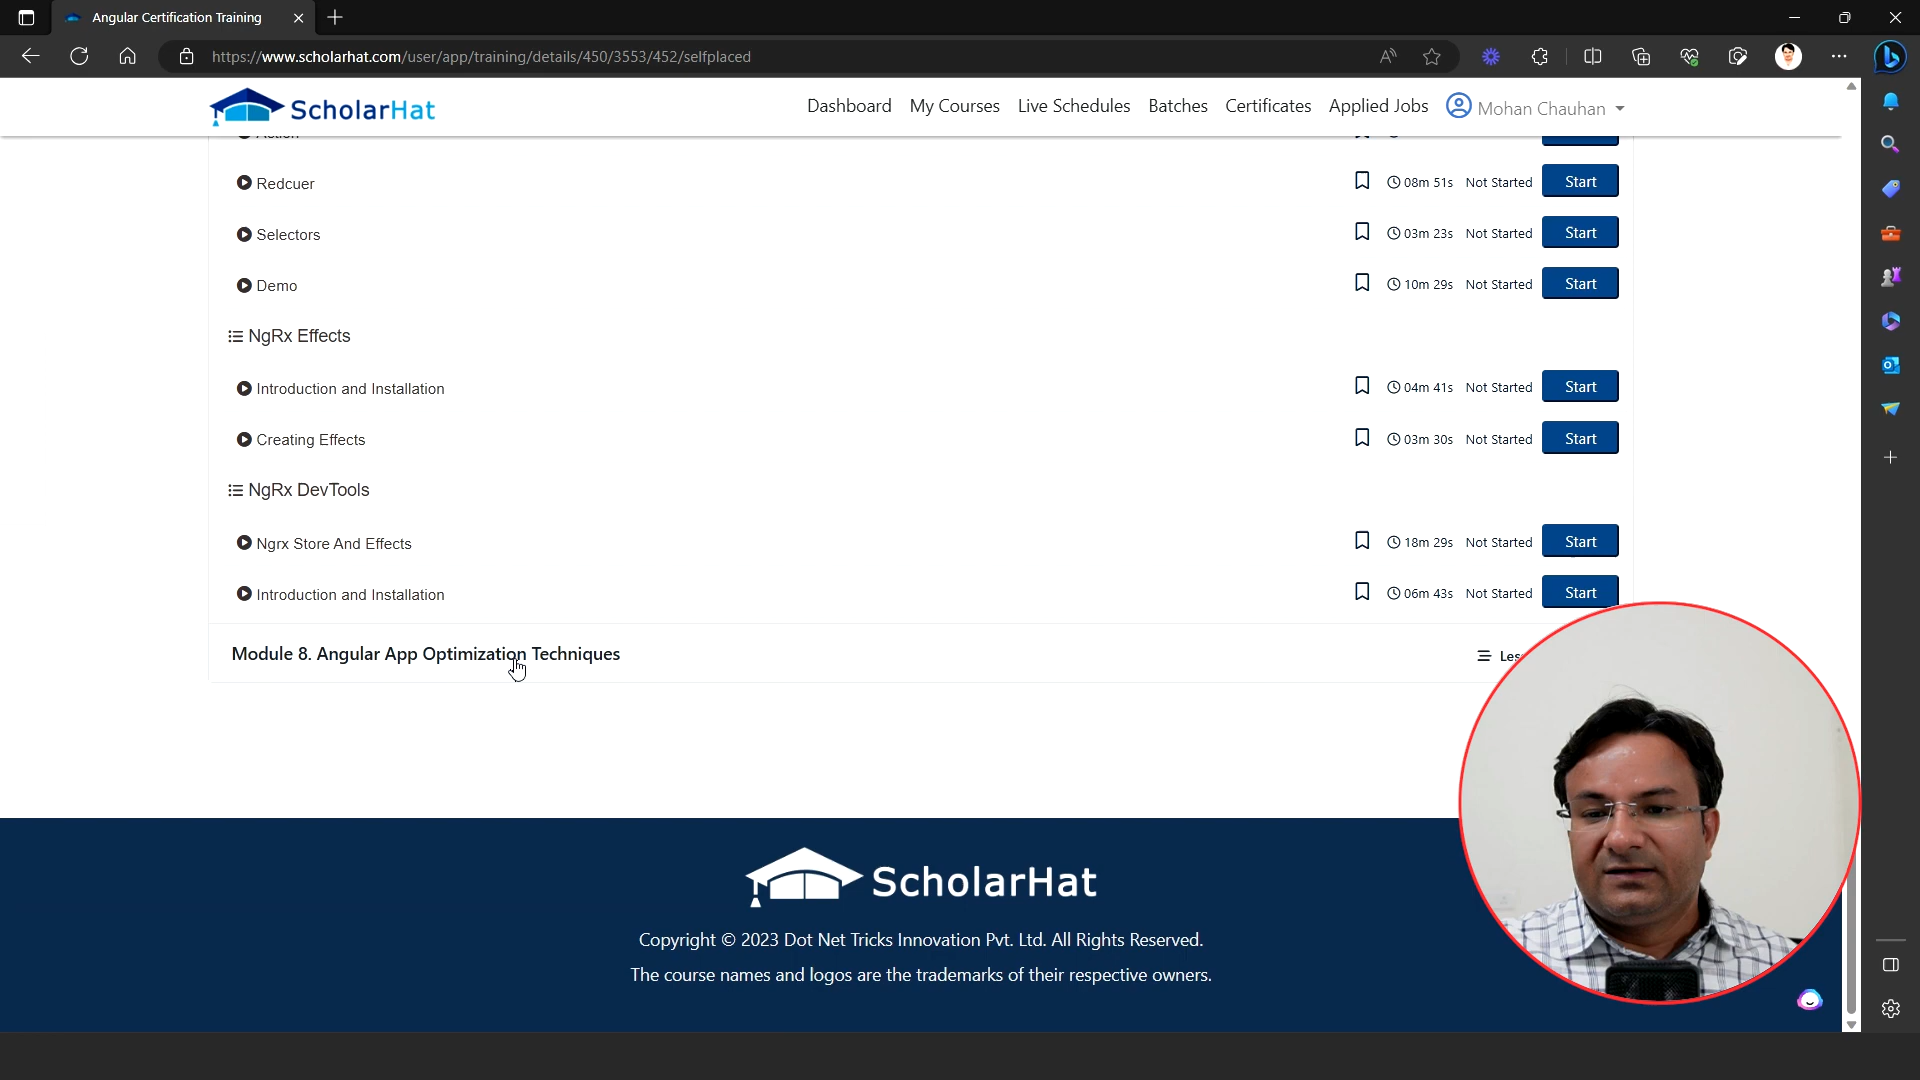 Angular Certification Training
https://www.scholarhat.com/user/app/training/details/450/3553/452/selfplaced
ScholarHat
Dashboard My Courses Live Schedules Batches Certificates Applied Jobs Mohan Chauhan
Redcuer 08m 51s Not Started Start
Selectors 03m 23s Not Started Start
Demo 10m 29s Not Started Start
NgRx Effects
Introduction and Installation 04m 41s Not Started Start
Creating Effects 03m 30s Not Started Start
NgRx DevTools
Ngrx Store And Effects 18m 29s Not Started Start
Introduction and Installation 06m 43s Not Started Start
Module 8. Angular App Optimization Techniques
ScholarHat
Copyright © 2023 Dot Net Tricks Innovation Pvt. Ltd. All Rights Reserved.
The course names and logos are the trademarks of their respective owners.